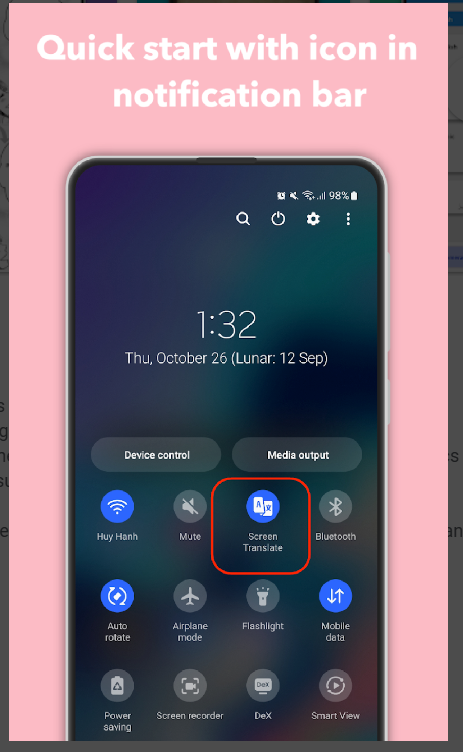 Quick start with icon in
notification bar
98%
1:32
Thu, October 26 (Lunar: 12 Sep)
Device control
Media output
Huy Hanh
Mute
Screen
Translate
Bluetooth
Auto
rotate
Airplane
mode
Flashlight
Mobile
data
Power
saving
Screen recorder
DeX
Smart View